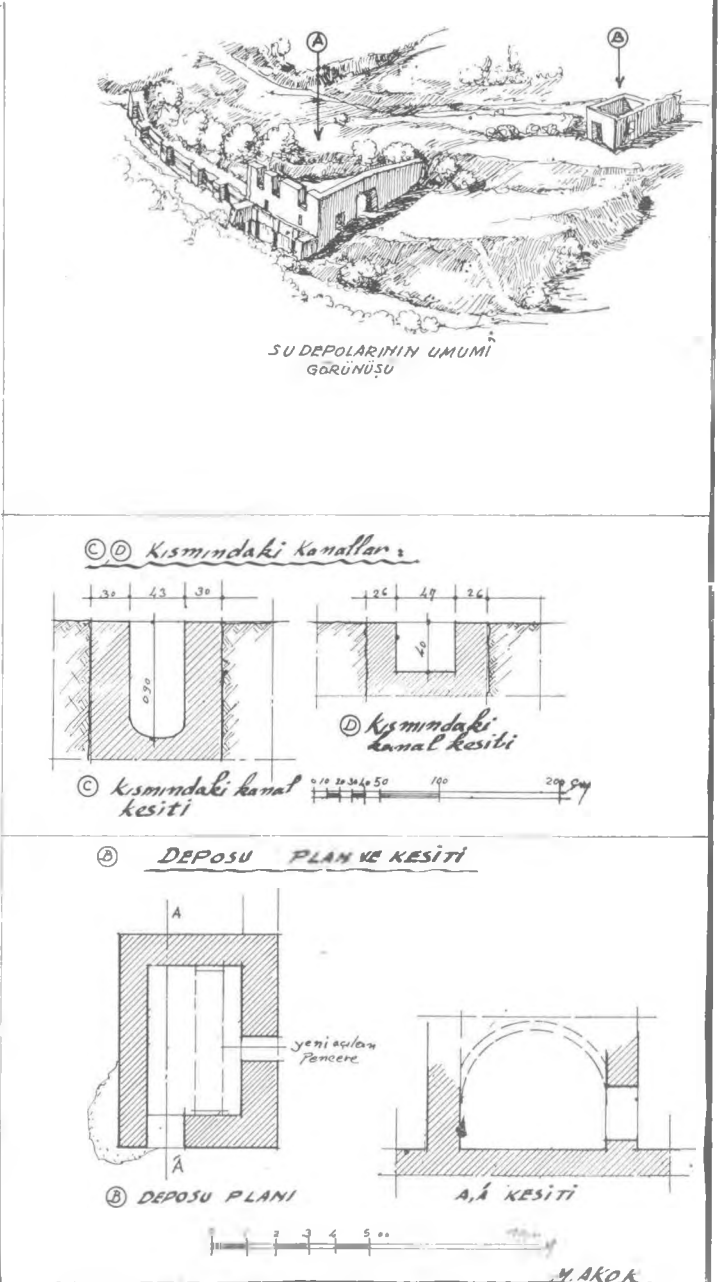 A
B
SU DEPOLARININ UMUMİ
GÖRÜNÜŞÜ
C D Kısmındaki Kanallar:
30 43 30
26 47 26
0.90
40
D Kısmındaki
kanal kesiti
C Kısmındaki kanal
kesiti
0 10 20 30 40 50 100 200
B DEPOSU PLAN VE KESİTİ
A
yeni açılan
Pencere
Á
B DEPOSU PLANI
A,Á KESİTİ
2 3 4 5
M. AKOK